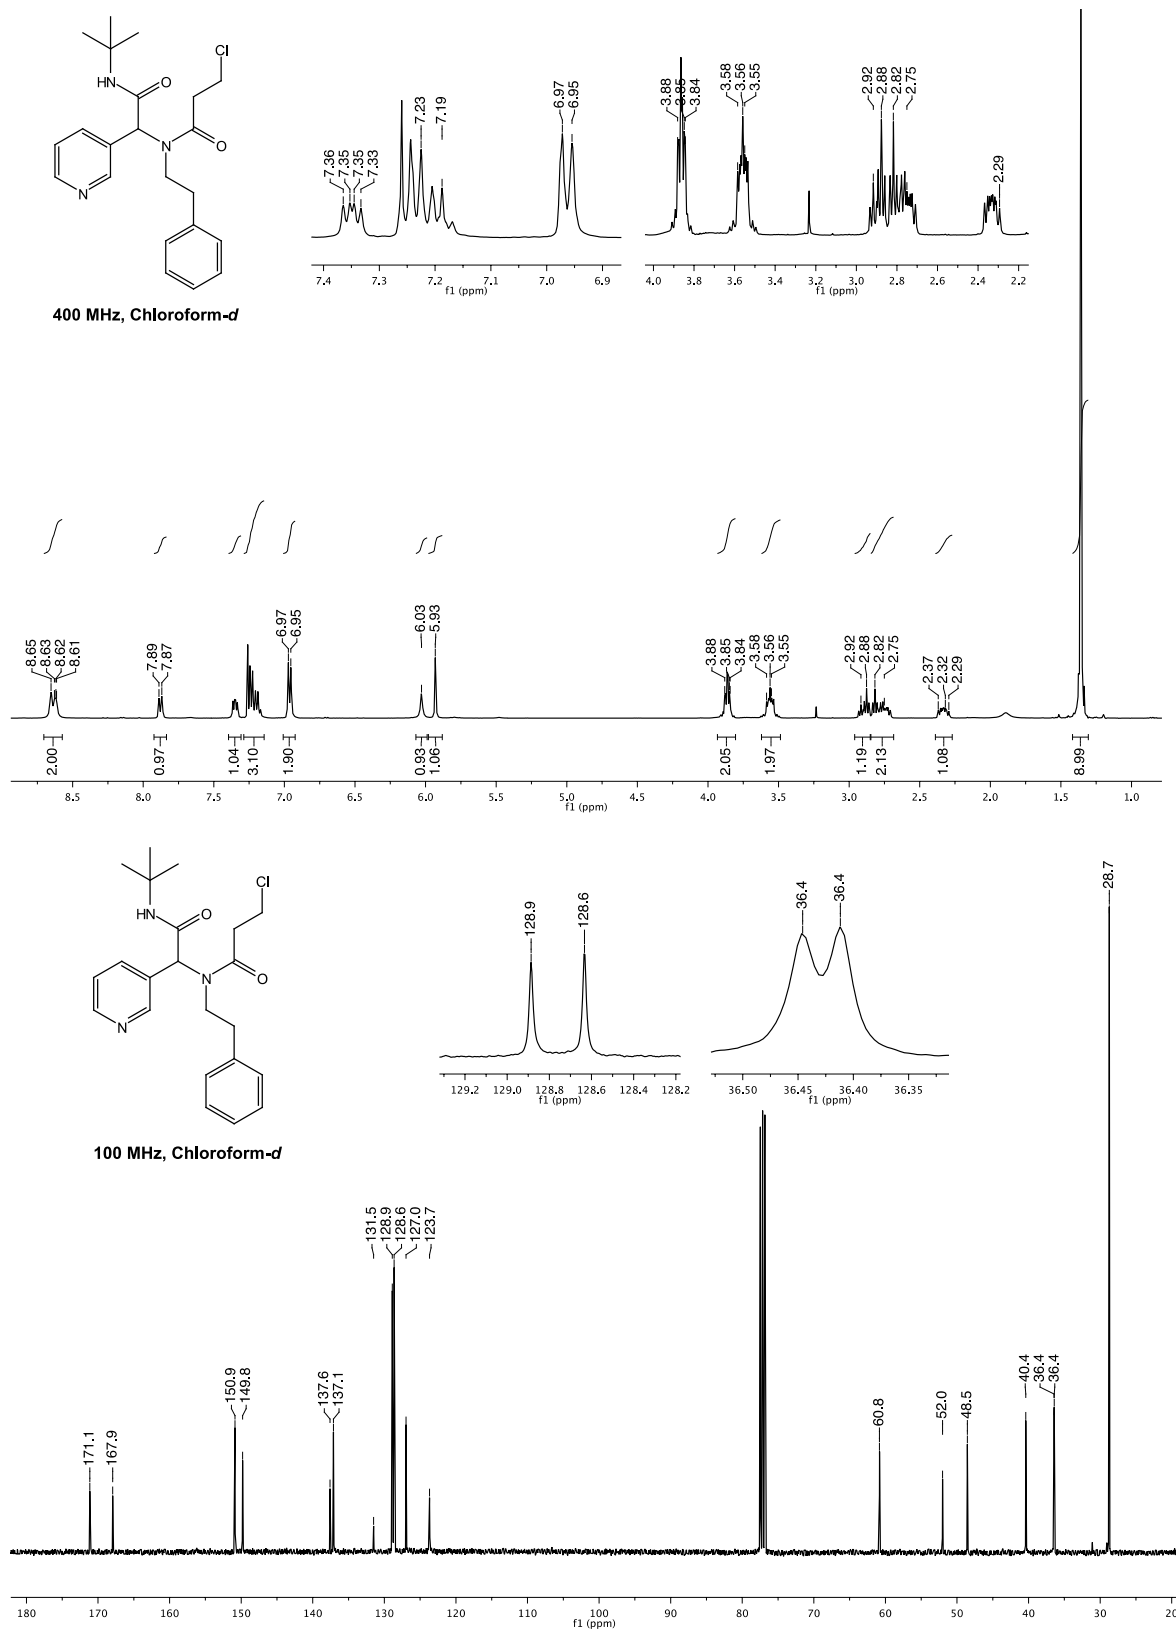 Cl
HN
O
N
O
N
400 MHz, Chloroform-d
7.36
7.35
7.35
7.33
7.23
7.19
6.97
6.95
7.4 7.3 7.2 7.1 7.0 6.9
f1 (ppm)
3.88
3.85
3.84
3.58
3.56
3.55
2.92
2.88
2.82
2.75
2.29
4.0 3.8 3.6 3.4 3.2 3.0 2.8 2.6 2.4 2.2
f1 (ppm)
8.65
8.63
8.62
8.61
7.89
7.87
6.97
6.95
6.03
5.93
3.88
3.85
3.84
3.58
3.56
3.55
2.92
2.88
2.82
2.75
2.37
2.32
2.29
2.00
0.97
1.04
3.10
1.90
0.93
1.06
2.05
1.97
1.19
2.13
1.08
8.99
8.5 8.0 7.5 7.0 6.5 6.0 5.5 5.0 4.5 4.0 3.5 3.0 2.5 2.0 1.5 1.0
f1 (ppm)
Cl
HN
O
N
O
N
100 MHz, Chloroform-d
128.9
128.6
129.2 129.0 128.8 128.6 128.4 128.2
f1 (ppm)
36.4
36.4
36.50 36.45 36.40 36.35
f1 (ppm)
171.1
167.9
150.9
149.8
137.6
137.1
131.5
128.9
128.6
127.0
123.7
60.8
52.0
48.5
40.4
36.4
36.4
28.7
180 170 160 150 140 130 120 110 100 90 80 70 60 50 40 30 20
f1 (ppm)